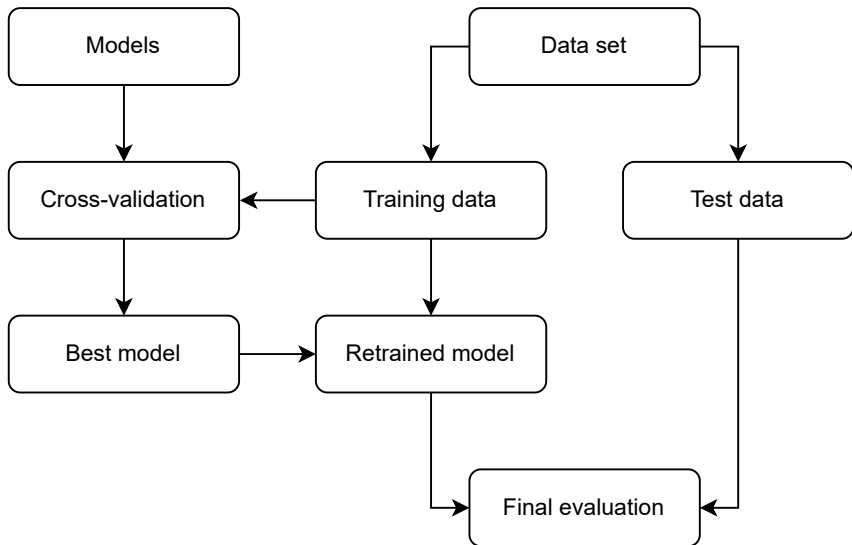 Models
Data set
Cross-validation
Training data
Test data
Best model
Retrained model
Final evaluation